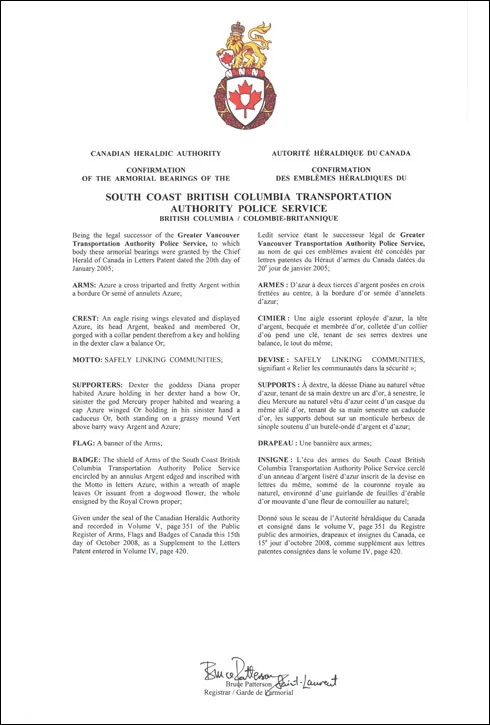 CANADIAN HERALDIC AUTHORITY
CONFIRMATION
OF THE ARMORIAL BEARINGS OF THE
AUTORITÉ HÉRALDIQUE DU CANADA
CONFIRMATION
DES EMBLÈMES HÉRALDIQUES DU
SOUTH COAST BRITISH COLUMBIA TRANSPORTATION
AUTHORITY POLICE SERVICE
BRITISH COLUMBIA / COLOMBIE-BRITANNIQUE
Being the legal successor of the Greater Vancouver
Transportation Authority Police Service, to which
body these armorial bearings were granted by the Chief
Herald of Canada in Letters Patent dated the 20th day of
January 2005;
ARMS: Azure a cross triparted and fretty Argent within
a bordure Or semé of annulets Azure;
CREST: An eagle rising wings elevated and displayed
Azure, its head Argent, beaked and membered Or,
gorged with a collar pendent therefrom a key and holding
in the dexter claw a balance Or;
MOTTO: SAFELY LINKING COMMUNITIES;
SUPPORTERS: Dexter the goddess Diana proper
habited Azure holding in her dexter hand a bow Or,
sinister the god Mercury proper habited and wearing a
cap Azure winged Or holding in his sinister hand a
caduceus Or, both standing on a grassy mound Vert
above barry wavy Argent and Azure;
FLAG: A banner of the Arms;
BADGE: The shield of Arms of the South Coast British
Columbia Transportation Authority Police Service
encircled by an annulus Argent edged and inscribed with
the Motto in letters Azure, within a wreath of maple
leaves Or issuant from a dogwood flower, the whole
ensigned by the Royal Crown proper;
Given under the seal of the Canadian Heraldic Authority
and recorded in Volume V, page 351 of the Public
Register of Arms, Flags and Badges of Canada this 15th
day of October 2008, as a Supplement to the Letters
Patent entered in Volume IV, page 420.
Ledit service étant le successeur légal de Greater
Vancouver Transportation Authority Police Service,
au nom de qui ces emblèmes avaient été concédés par
lettres patentes du Héraut d'armes du Canada datées du
20e jour de janvier 2005;
ARMES : D'azur à deux tierces d'argent posées en croix
frettées au centre, à la bordure d'or semée d'annelets
d'azur;
CIMIER : Une aigle essorant éployée d'azur, la tête
d'argent, becquée et membrée d'or, colletée d'un collier
d'où pend une clé, tenant de ses serres dextres une
balance, le tout du même;
DEVISE : SAFELY LINKING COMMUNITIES,
signifiant « Relier les communautés dans la sécurité »;
SUPPORTS : À dextre, la déesse Diane au naturel vêtue
d'azur, tenant de sa main dextre un arc d'or, à senestre, le
dieu Mercure au naturel vêtu d'azur ceint d'un casque du
même ailé d'or, tenant de sa main senestre un caducée
d'or, les supports debout sur un monticule herbeux de
sinople soutenu d'un burelé-ondé d'argent et d'azur;
DRAPEAU : Une bannière aux armes;
INSIGNE : L'écu des armes du South Coast British
Columbia Transportation Authority Police Service cerclé
d'un anneau d'argent liseré d'azur inscrit de la devise en
lettres du même, sommé de la couronne royale au
naturel, environné d'une guirlande de feuilles d'érable
d'or mouvante d'une fleur de cornouiller au naturel;
Donné sous le sceau de l'Autorité héraldique du Canada
et consigné dans le volume V, page 351 du Registre
public des armoiries, drapeaux et insignes du Canada, ce
15e jour d'octobre 2008, comme supplément aux lettres
patentes consignées dans le volume IV, page 420.
Bruce Patterson Saint-Laurent
Bruce Patterson
Registrar / Garde de l'armorial